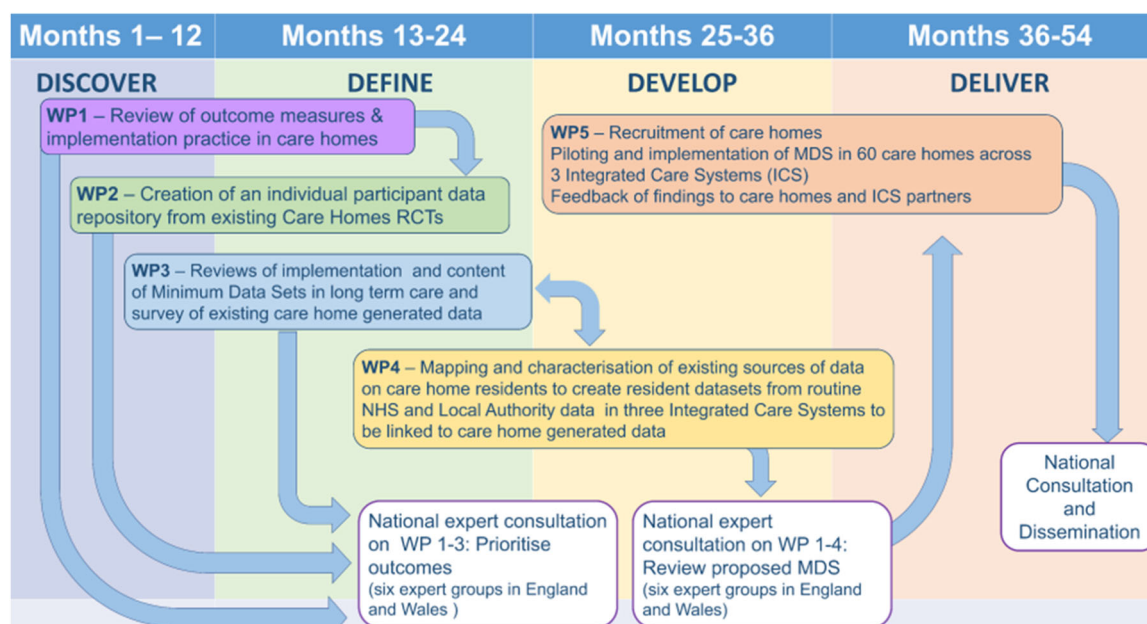 Months 1– 12
Months 13-24
Months 25-36
Months 36-54
DISCOVER
DEFINE
DEVELOP
DELIVER
WP1 – Review of outcome measures &
implementation practice in care homes
WP5 – Recruitment of care homes
Piloting and implementation of MDS in 60 care homes across
3 Integrated Care Systems (ICS)
Feedback of findings to care homes and ICS partners
WP2 – Creation of an individual participant data
repository from existing Care Homes RCTs
WP3 – Reviews of implementation and content
of Minimum Data Sets in long term care and
survey of existing care home generated data
WP4 – Mapping and characterisation of existing sources of data
on care home residents to create resident datasets from routine
NHS and Local Authority data in three Integrated Care Systems to
be linked to care home generated data
National expert consultation
on WP 1-3: Prioritise
outcomes
(six expert groups in England
and Wales )
National expert
consultation on WP 1-4:
Review proposed MDS
(six expert groups in England
and Wales)
National
Consultation
and
Dissemination